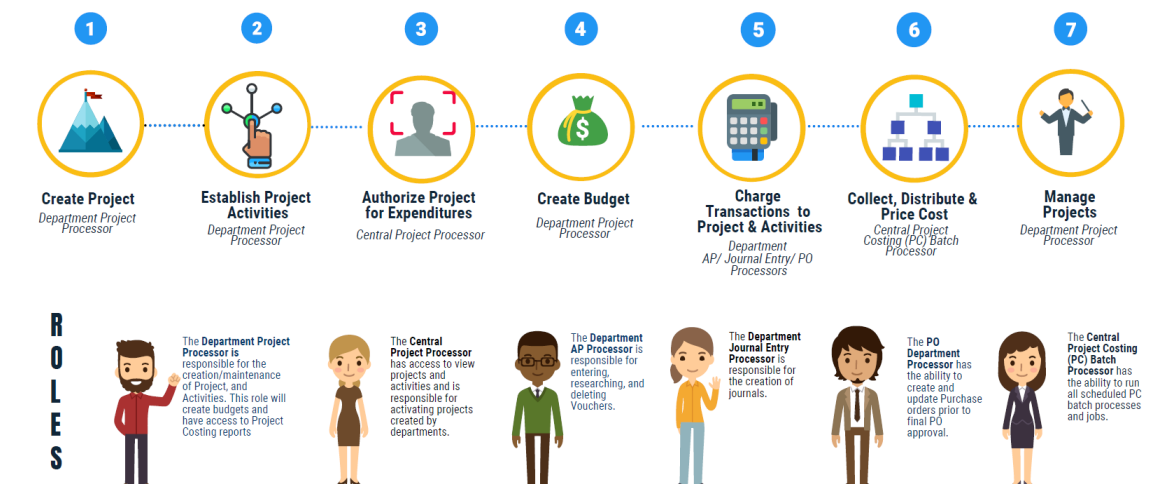 1
2
3
4
5
6
7
$
Create Project
Department Project
Processor
Establish Project
Activities
Department Project
Processor
Authorize Project
for Expenditures
Central Project Processor
Create Budget
Department Project
Processor
Charge
Transactions to
Project & Activities
Department
AP/ Journal Entry/ PO
Processors
Collect, Distribute &
Price Cost
Central Project
Costing (PC) Batch
Processor
Manage
Projects
Department Project
Processor
ROLES
The Department Project
Processor is
responsible for the
creation/maintenance
of Project, and
Activities. This role will
create budgets and
have access to Project
Costing reports
The Central
Project Processor
has access to view
projects and
activities and is
responsible for
activating projects
created by
departments.
The Department
AP Processor is
responsible for
entering,
researching, and
deleting
Vouchers.
The Department
Journal Entry
Processor is
responsible for
the creation of
journals.
The PO
Department
Processor has
the ability to
create and
update Purchase
orders prior to
final PO
approval.
The Central
Project Costing
(PC) Batch
Processor has
the ability to run
all scheduled PC
batch processes
and jobs.